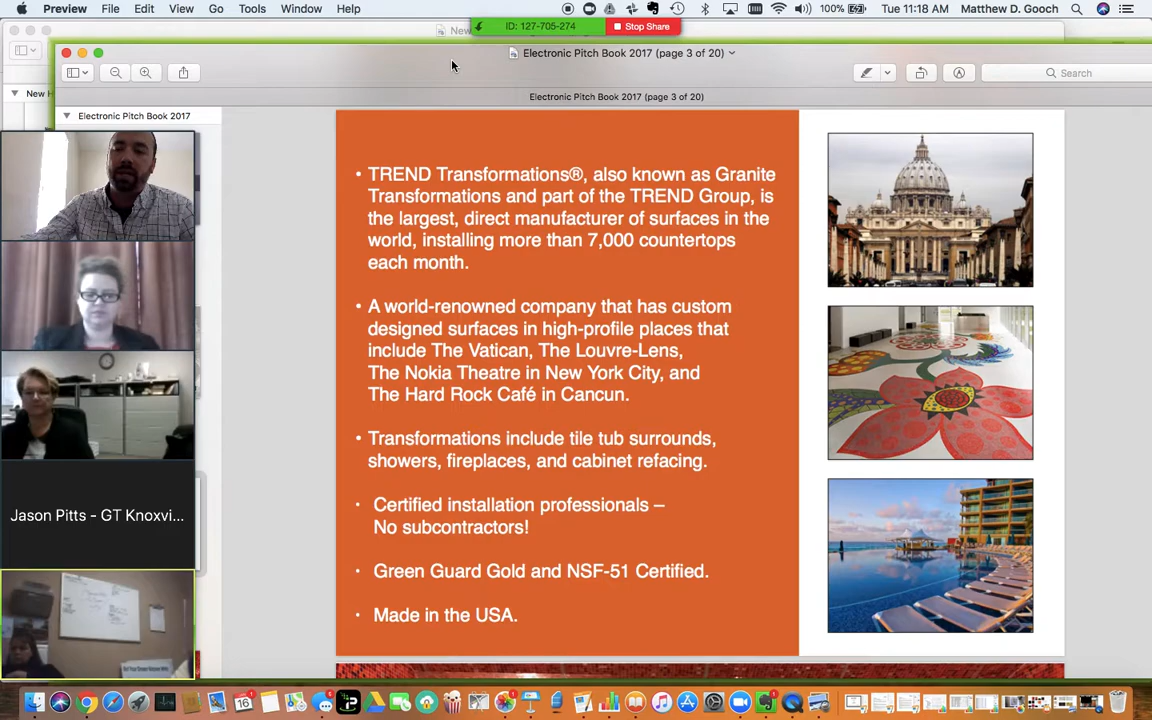 Preview File Edit View Go Tools Window Help
100% Tue 11:18 AM Matthew D. Gooch
ID: 127-705-274 Stop Share
New
Electronic Pitch Book 2017 (page 3 of 20)
Search
New H
Electronic Pitch Book 2017 (page 3 of 20)
Electronic Pitch Book 2017
• TREND Transformations®, also known as Granite
Transformations and part of the TREND Group, is
the largest, direct manufacturer of surfaces in the
world, installing more than 7,000 countertops
each month.
• A world-renowned company that has custom
designed surfaces in high-profile places that
include The Vatican, The Louvre-Lens,
The Nokia Theatre in New York City, and
The Hard Rock Café in Cancun.
• Transformations include tile tub surrounds,
showers, fireplaces, and cabinet refacing.
• Certified installation professionals –
No subcontractors!
• Green Guard Gold and NSF-51 Certified.
• Made in the USA.
Jason Pitts - GT Knoxvi...
16